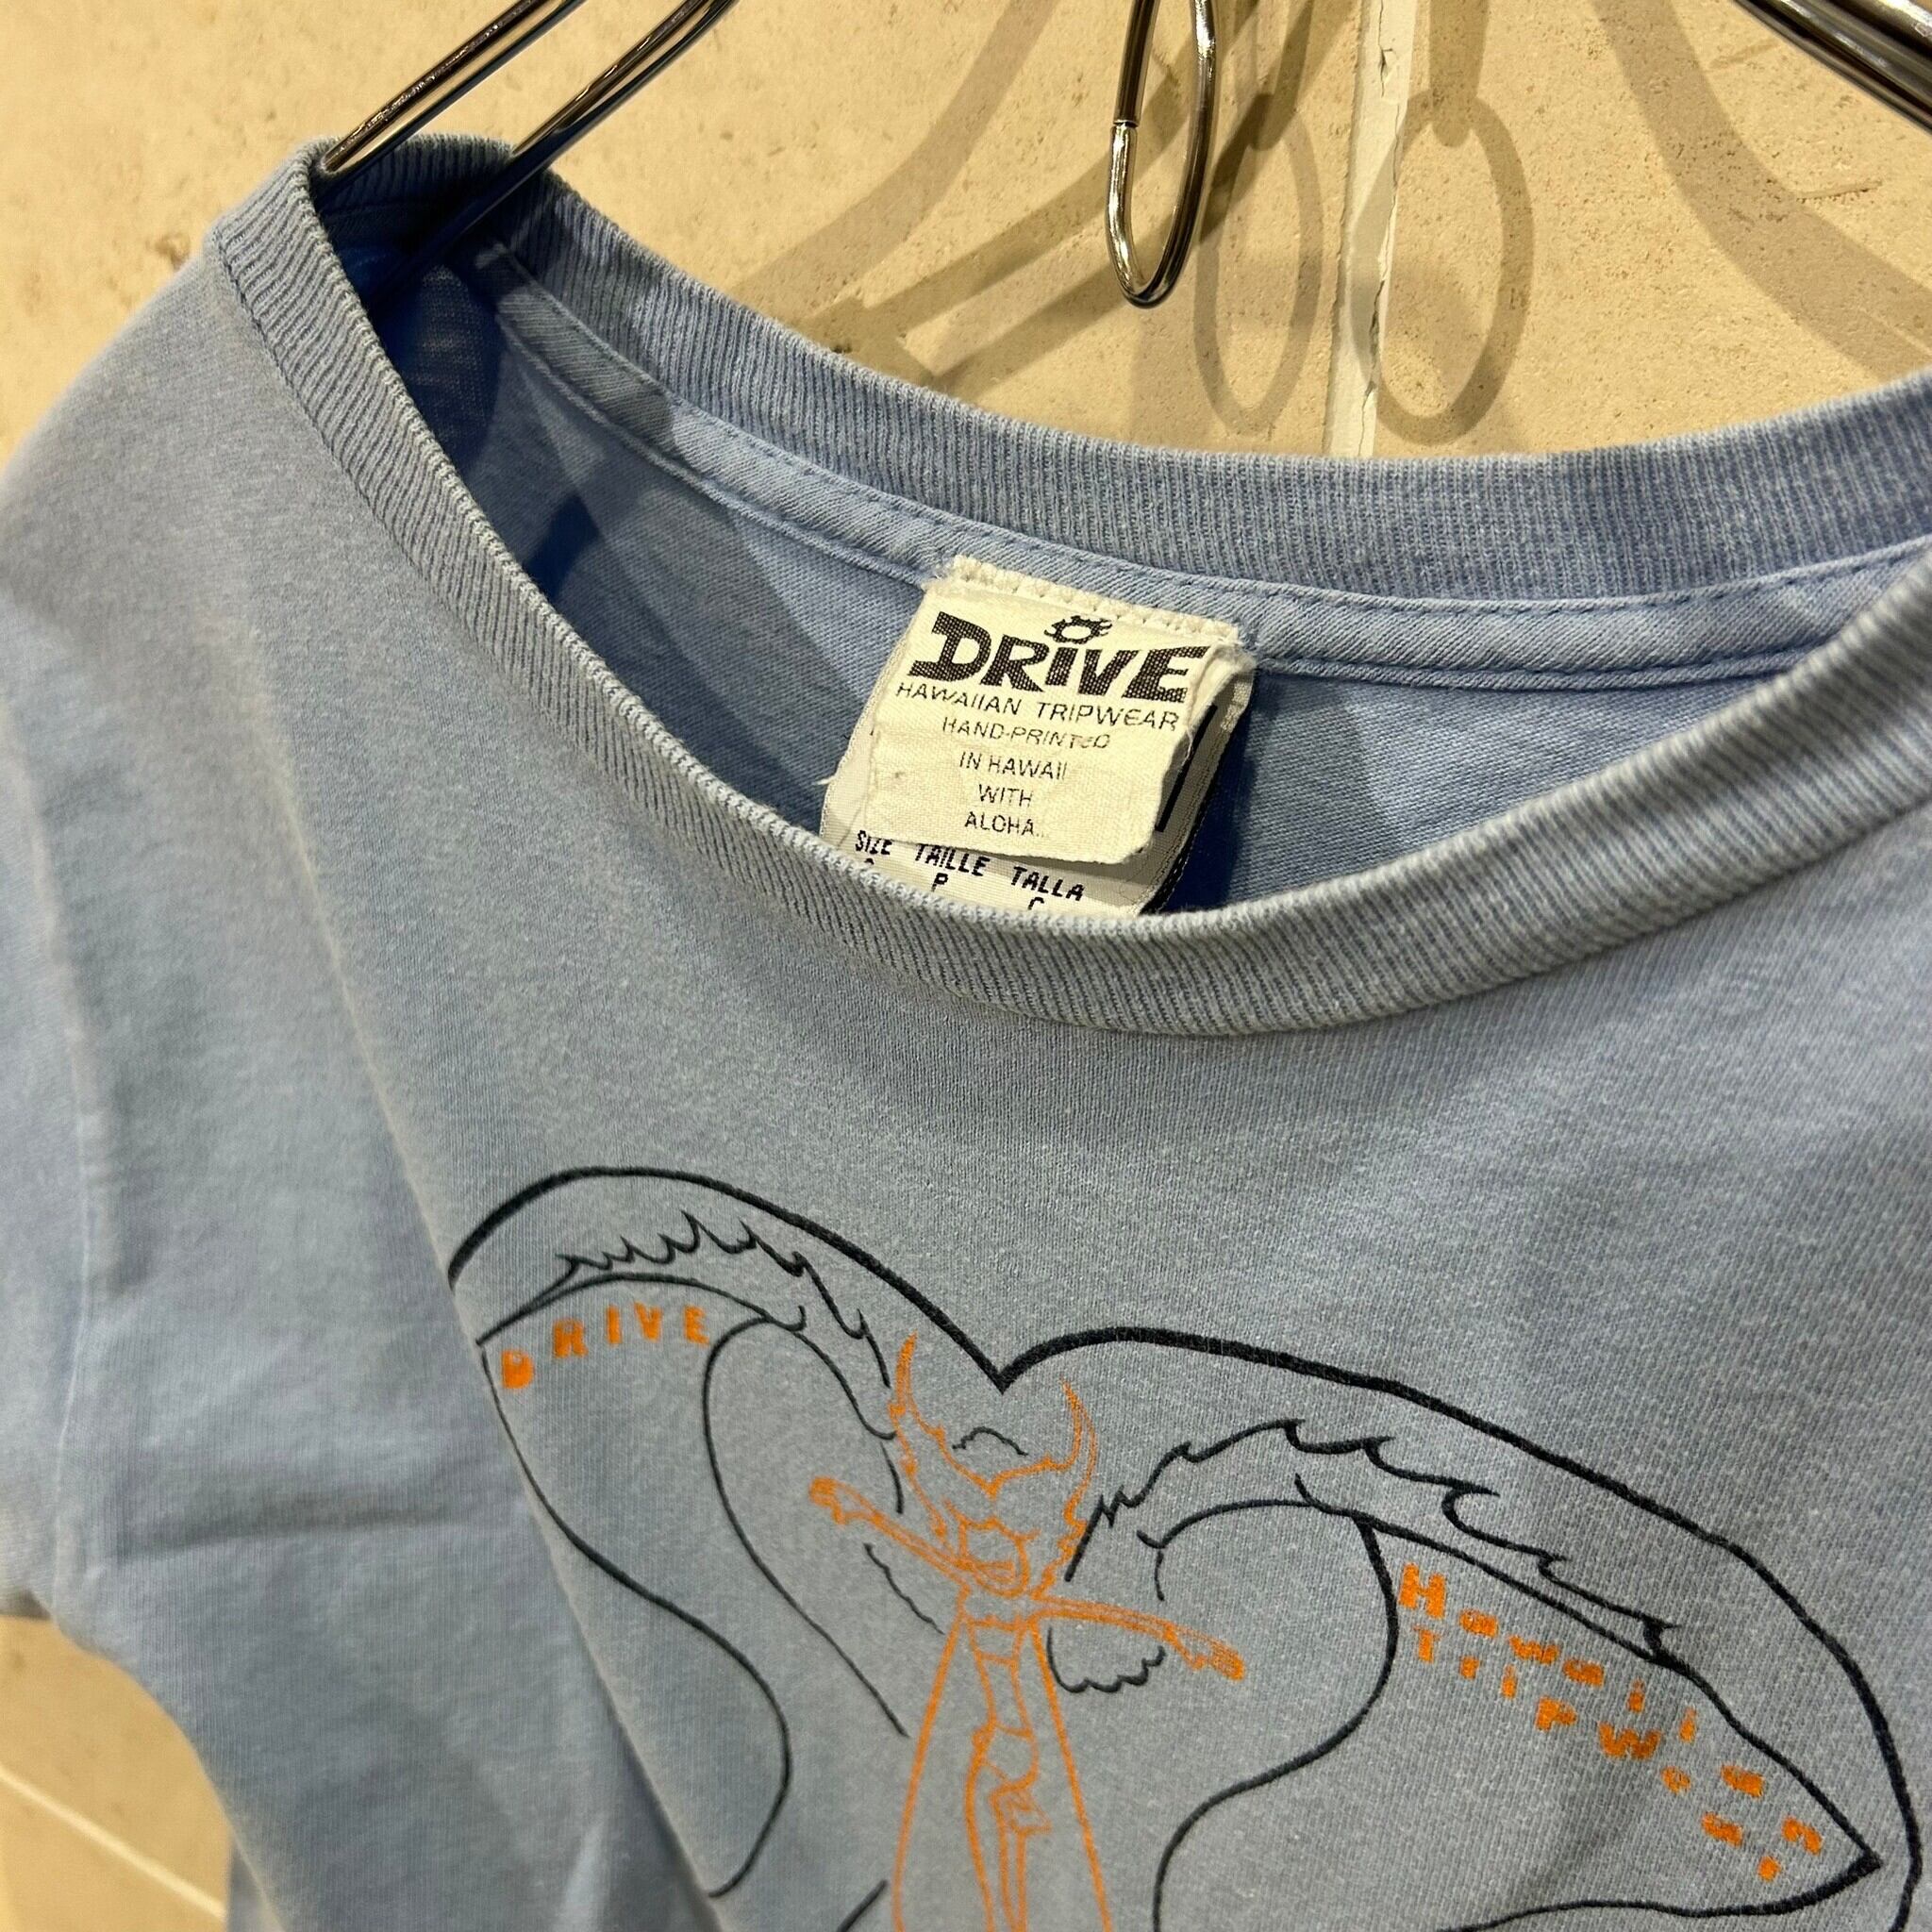 DRIVE
HAWAIIAN TRIPWEAR
HAND-PRINTED
IN HAWAII
WITH
ALOHA...
SIZE TAILLE TALLA
P
DRIVE
Hawaiian
TriPWear